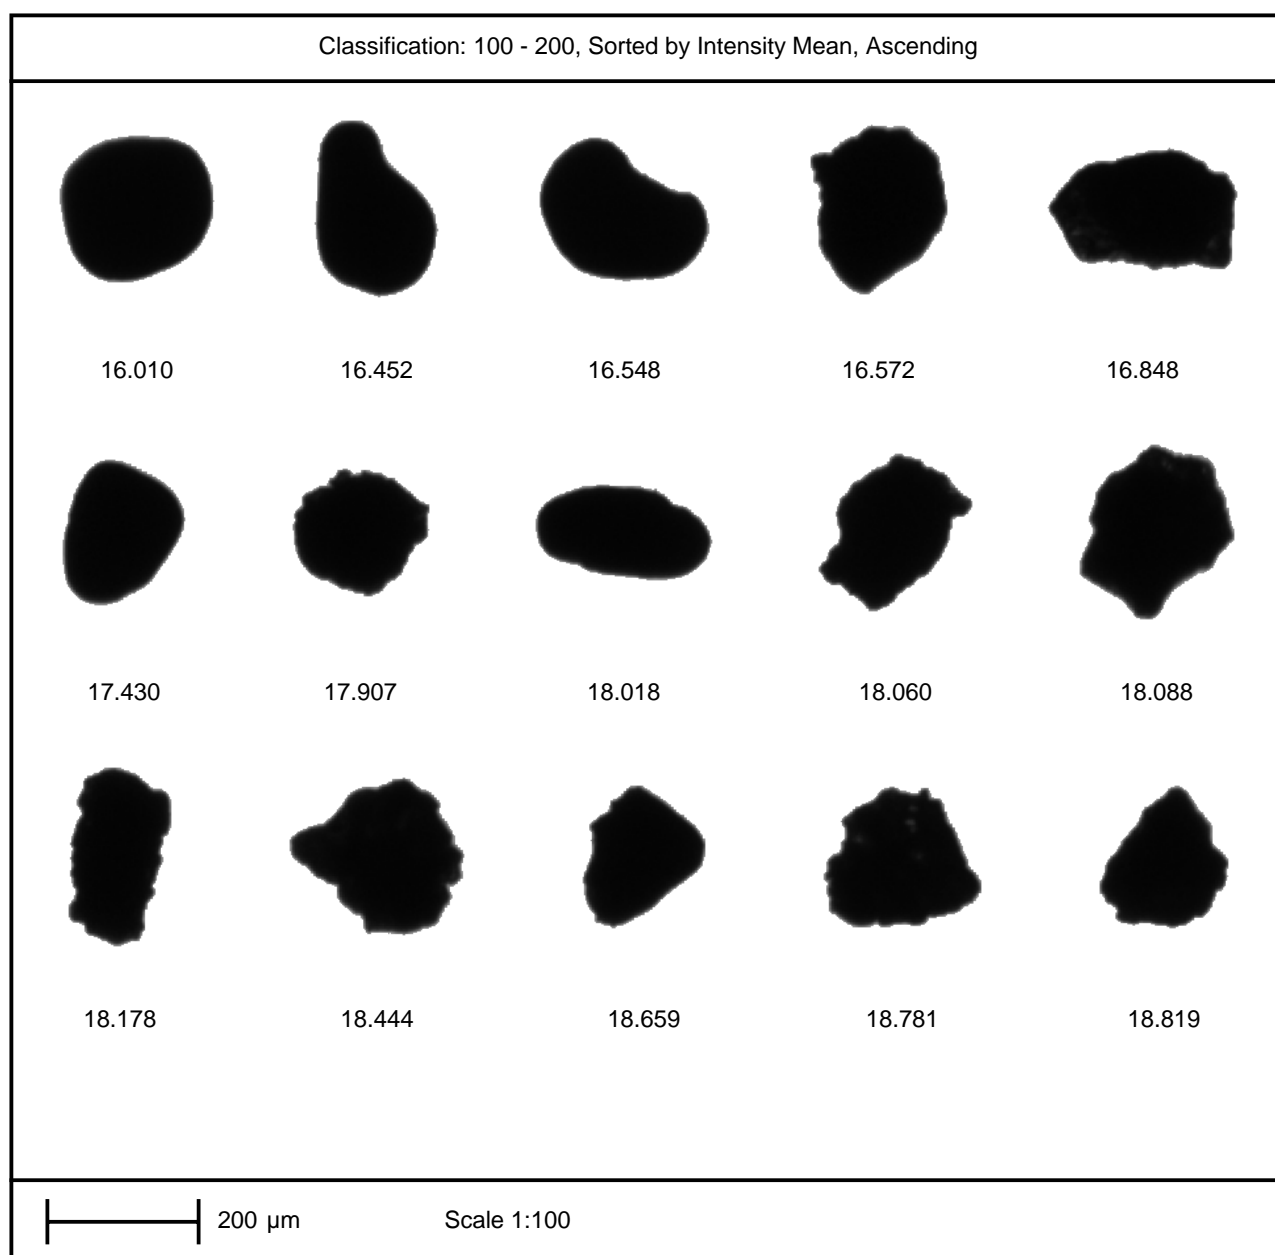 Classification: 100 - 200, Sorted by Intensity Mean, Ascending
16.010 16.452 16.548 16.572 16.848
17.430 17.907 18.018 18.060 18.088
18.178 18.444 18.659 18.781 18.819
200 µm Scale 1:100